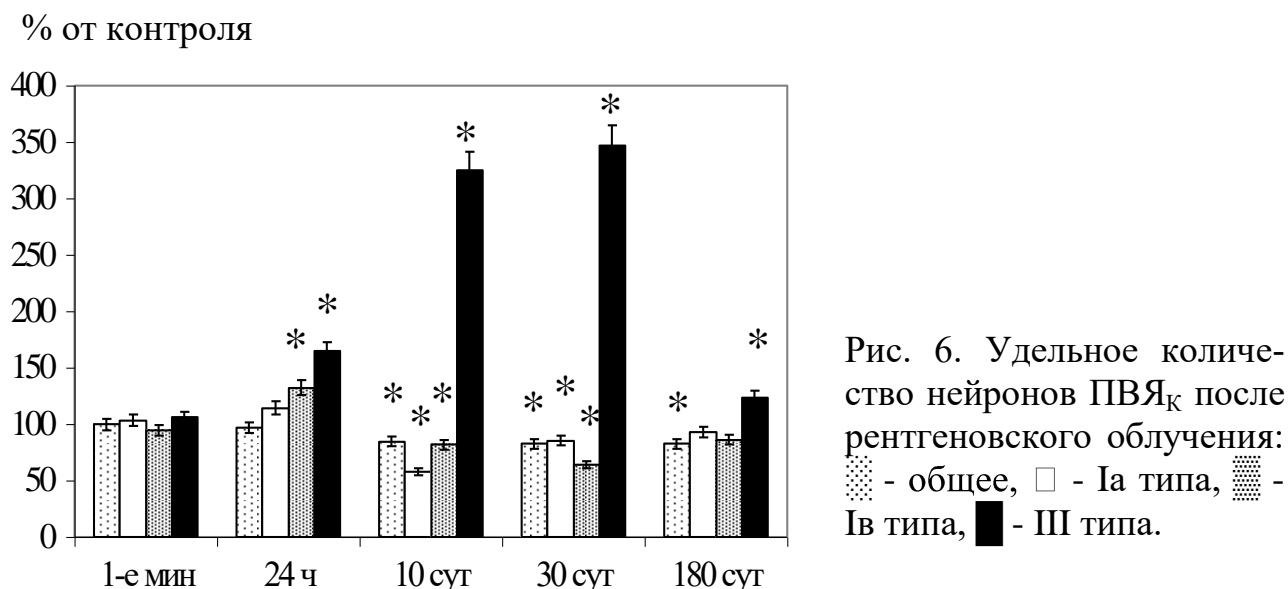 % от контроля
400
350
300
250
200
150
100
50
0
* * * * * * * * * * *
1-е мин 24 ч 10 сут 30 сут 180 сут
Рис. 6. Удельное количе-
ство нейронов ПВЯК после
рентгеновского облучения:
- общее, □ - Iа типа, -
Iв типа, - III типа.